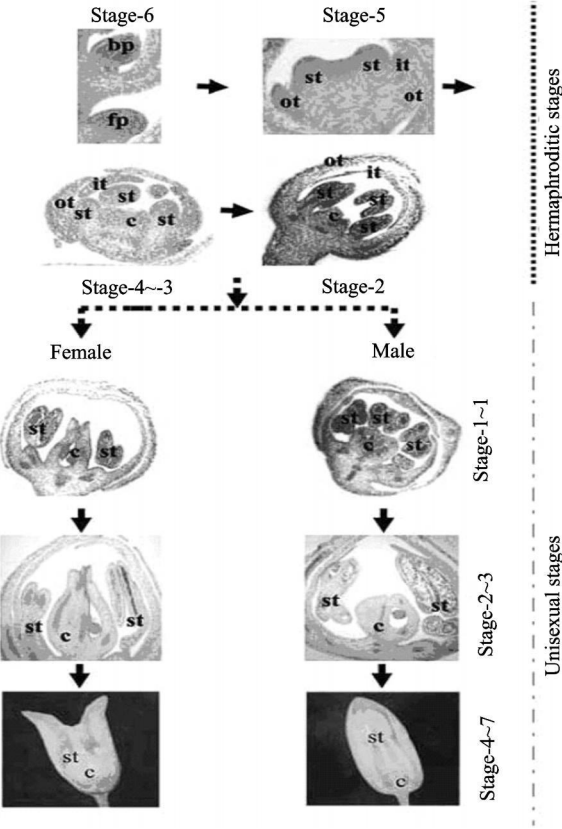 Stage-6
Stage-5
bp
fp
st
st
it
ot
ot
ot
it
st
st
st
c
ot
it
st
st
c
st
Stage-4~-3
Stage-2
Hermaphroditic stages
Female
Male
st
c
st
st
st
c
st
Stage-1~1
st
c
st
st
c
st
Stage-2~3
st
c
st
c
Stage-4~7
Unisexual stages